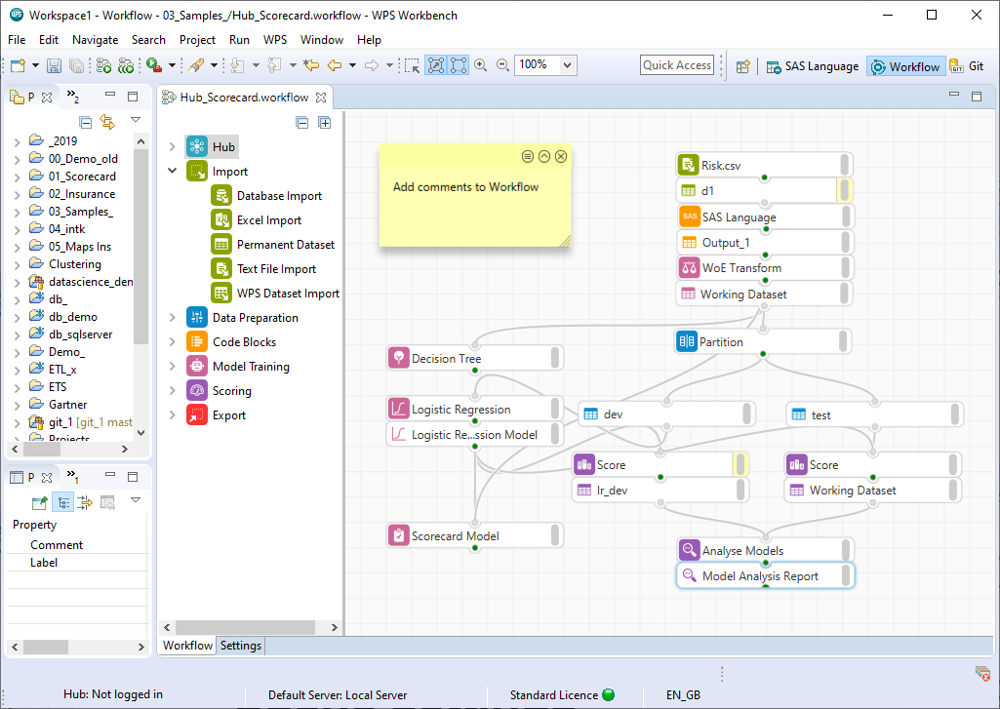 Workspace1 - Workflow - 03_Samples_/Hub_Scorecard.workflow - WPS Workbench
File Edit Navigate Search Project Run WPS Window Help
100% Quick Access SAS Language Workflow Git
P 2
Hub_Scorecard.workflow
_2019
00_Demo_old
01_Scorecard
02_Insurance
03_Samples_
04_intk
05_Maps Ins
Clustering
datascience_den
db_
db_demo
db_sqlserver
Demo_
ETL_x
ETS
Gartner
git_1 [git_1 mast
Projects
P 1
Property
Comment
Label
Hub
Import
Database Import
Excel Import
Permanent Dataset
Text File Import
WPS Dataset Import
Data Preparation
Code Blocks
Model Training
Scoring
Export
Workflow Settings
Add comments to Workflow
Risk.csv
d1
SAS SAS Language
Output_1
WoE Transform
Working Dataset
Decision Tree
Partition
Logistic Regression
Logistic Re...ssion Model
dev
test
Score
lr_dev
Score
Working Dataset
Scorecard Model
Analyse Models
Model Analysis Report
Hub: Not logged in Default Server: Local Server Standard Licence EN_GB